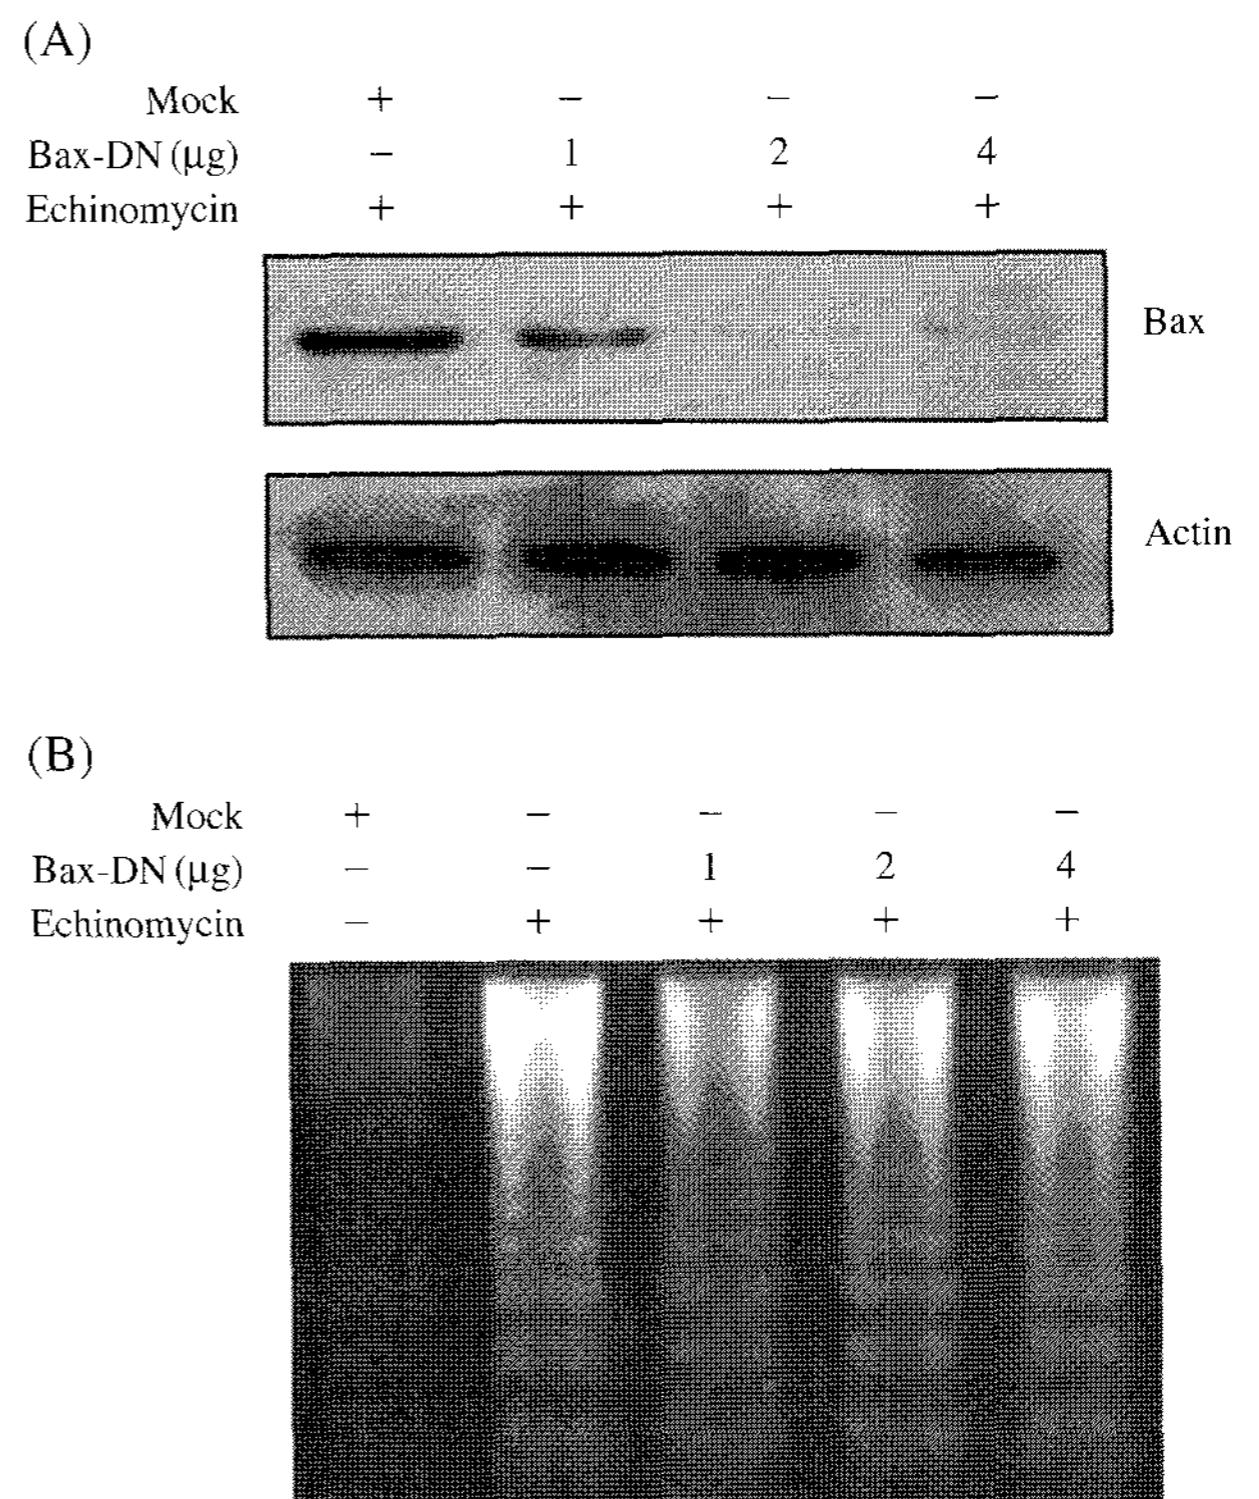 (A)
Mock + − − −
Bax-DN (µg) − 1 2 4
Echinomycin + + + +
Bax
Actin
(B)
Mock + − − − −
Bax-DN (µg) − − 1 2 4
Echinomycin − + + + +